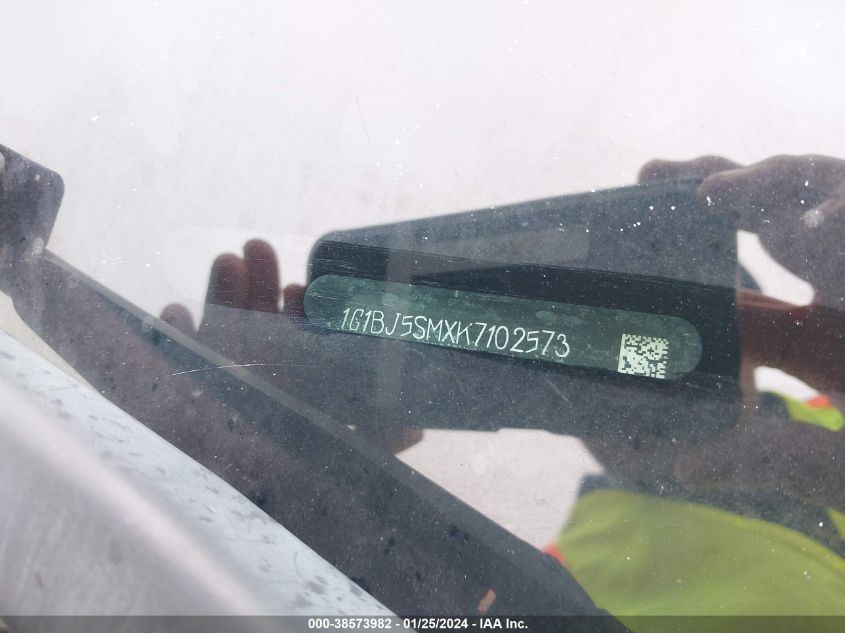 1G1BJ5SMXK7102573
000-38573982 - 01/25/2024 - IAA Inc.